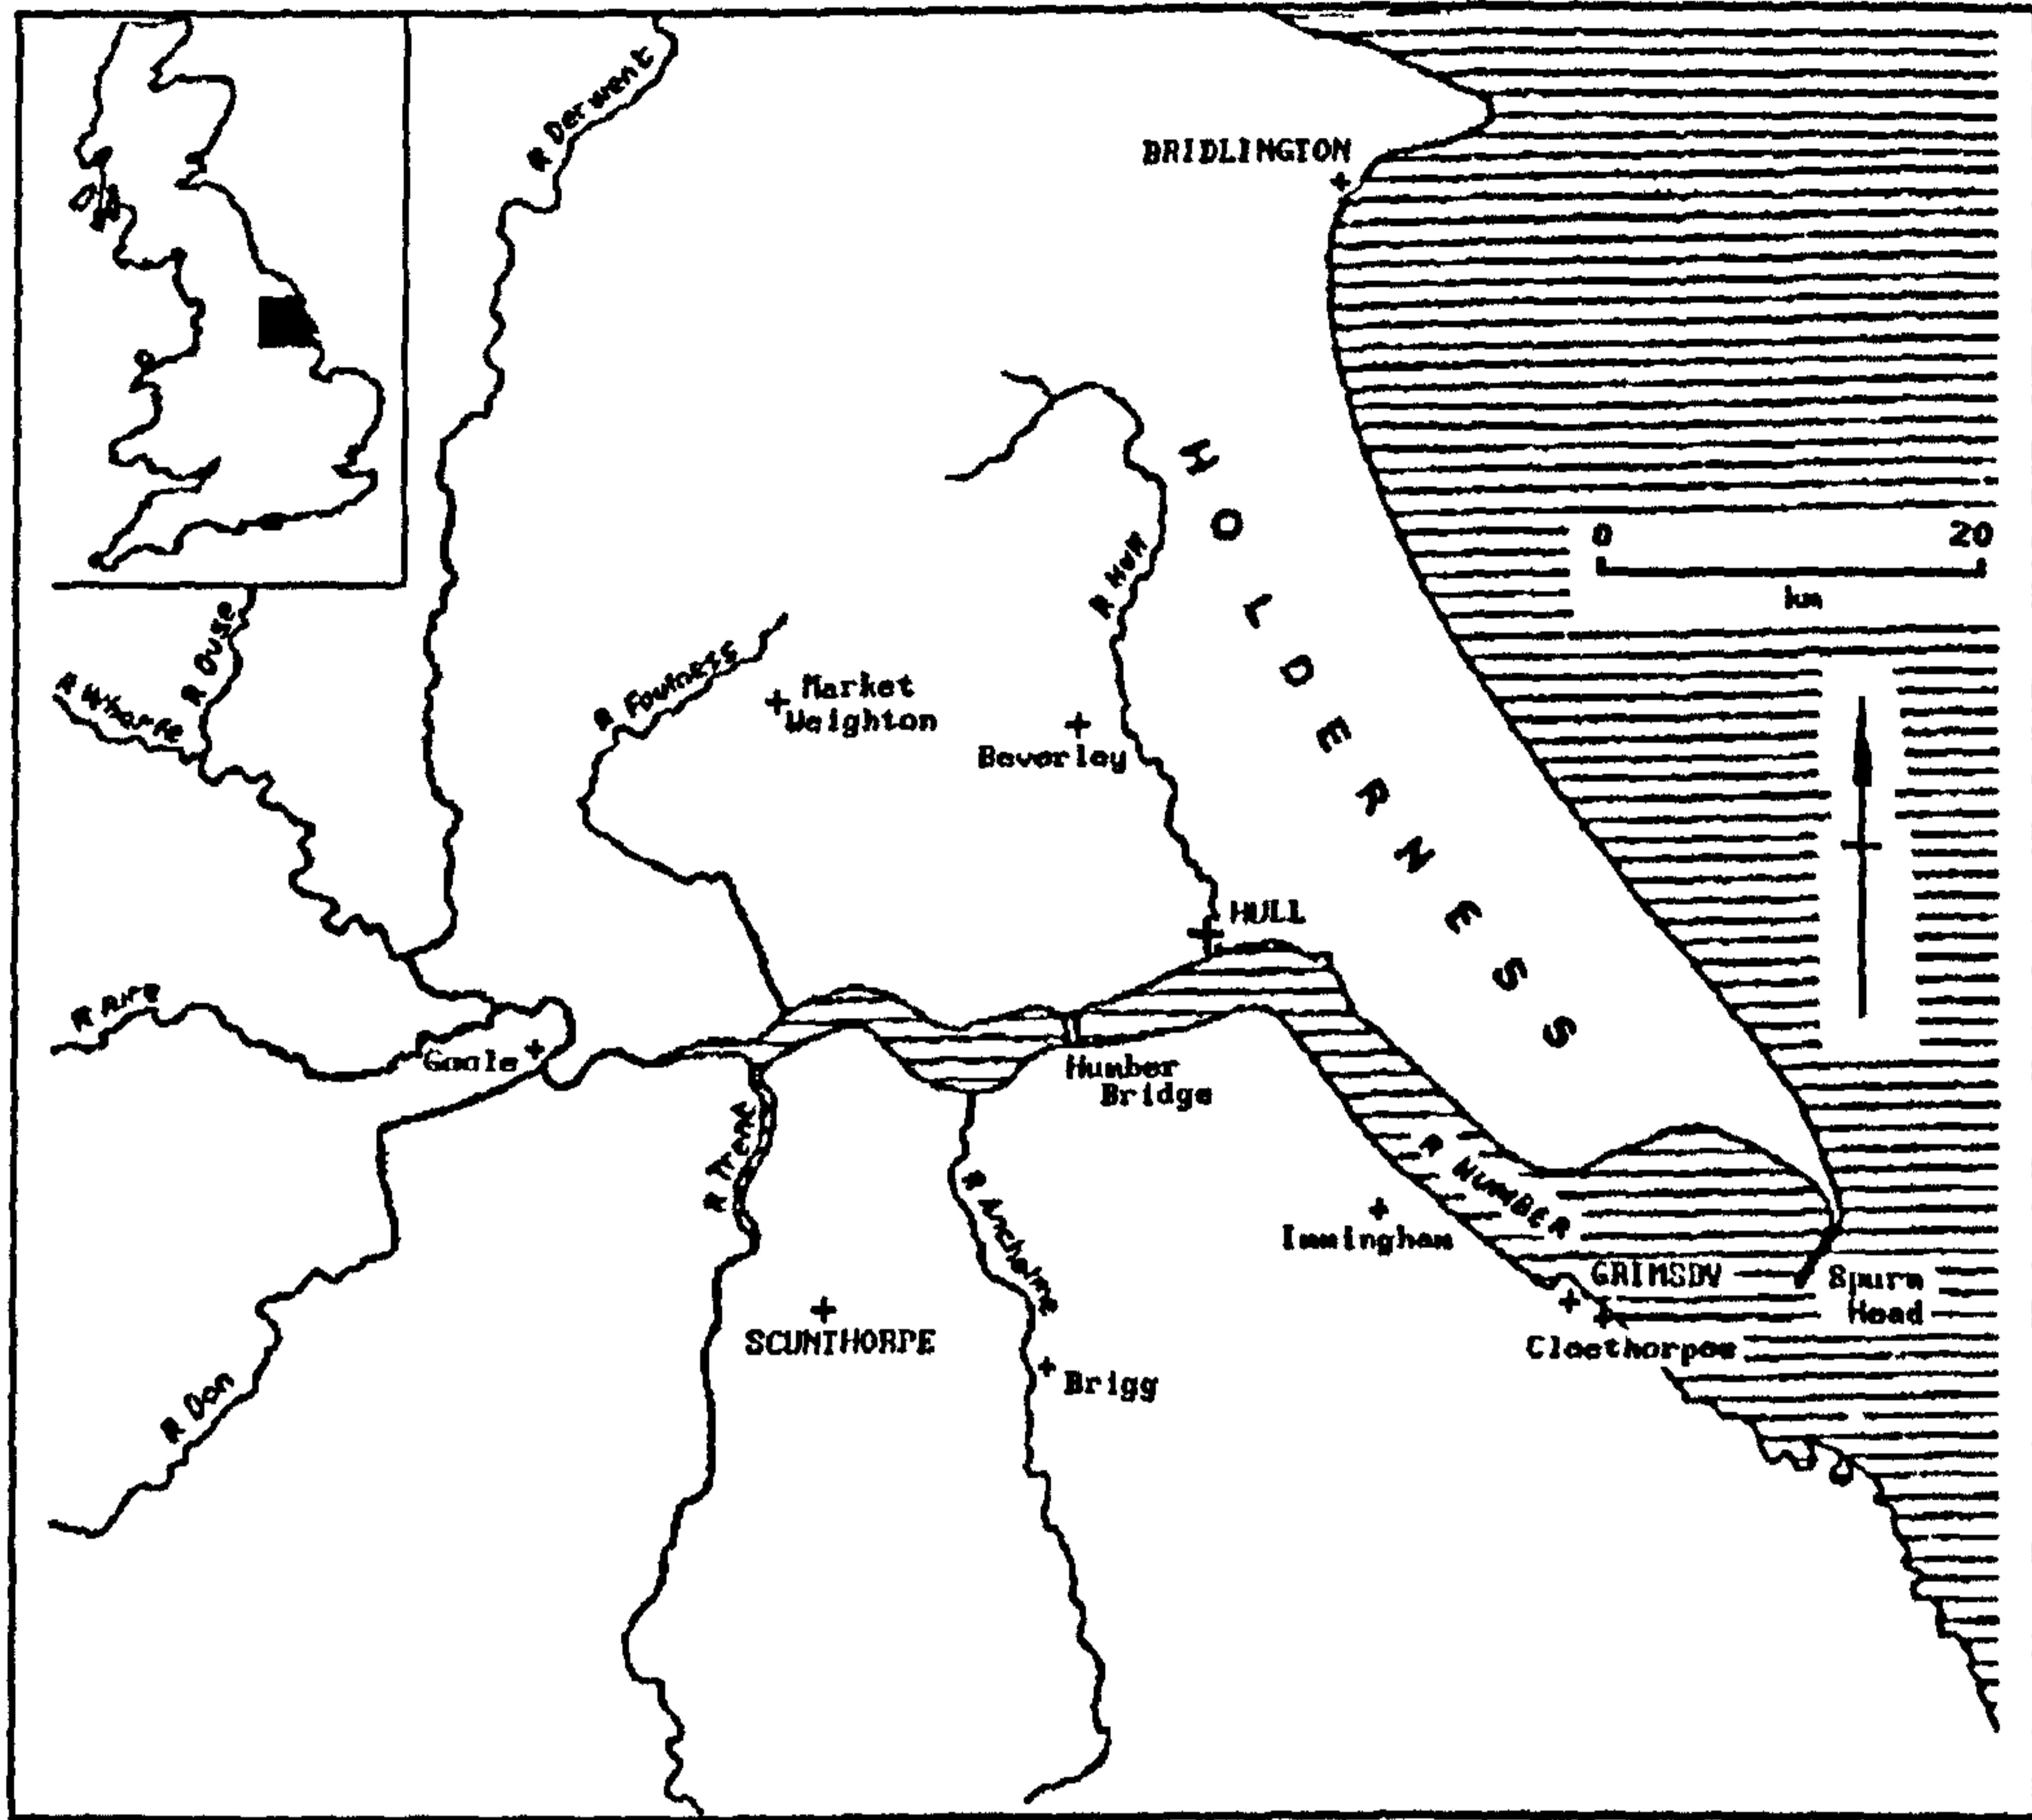 R Derwent
BRIDLINGTON
HOLDERNESS
0 20
km
R Hull
R Ouse
R Wharfe
R Foulness
Market
Weighton
Beverley
HULL
R Aire
Goole
Humber
Bridge
R Trent
R Ancholme
R HUMBER
Immingham
GRIMSBY
Spurn
Head
SCUNTHORPE
Cleethorpes
Brigg
R Don